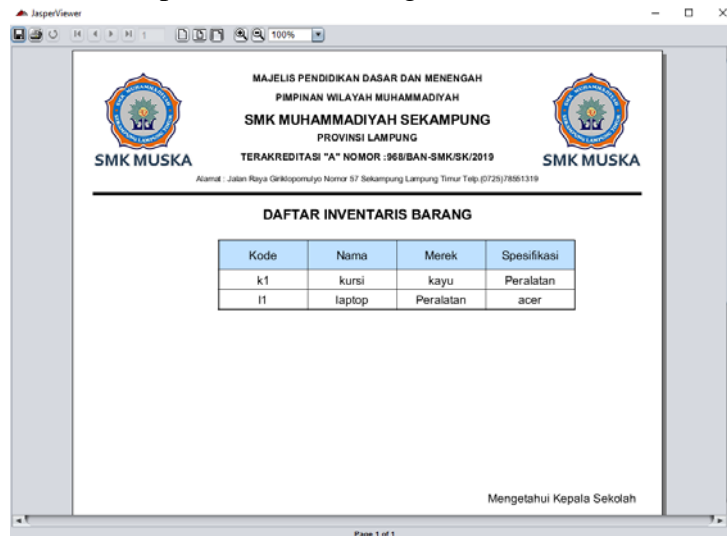 JasperViewer
1
100%
MAJELIS PENDIDIKAN DASAR DAN MENENGAH
PIMPINAN WILAYAH MUHAMMADIYAH
SMK MUHAMMADIYAH SEKAMPUNG
PROVINSI LAMPUNG
TERAKREDITASI "A" NOMOR :968/BAN-SMK/SK/2019
SMK MUSKA
SMK MUSKA
Alamat : Jalan Raya Giriklopomulyo Nomor 57 Sekampung Lampung Timur Telp.(0725)78551319
DAFTAR INVENTARIS BARANG
Kode Nama Merek Spesifikasi
k1 kursi kayu Peralatan
l1 laptop Peralatan acer
Mengetahui Kepala Sekolah
Page 1 of 1